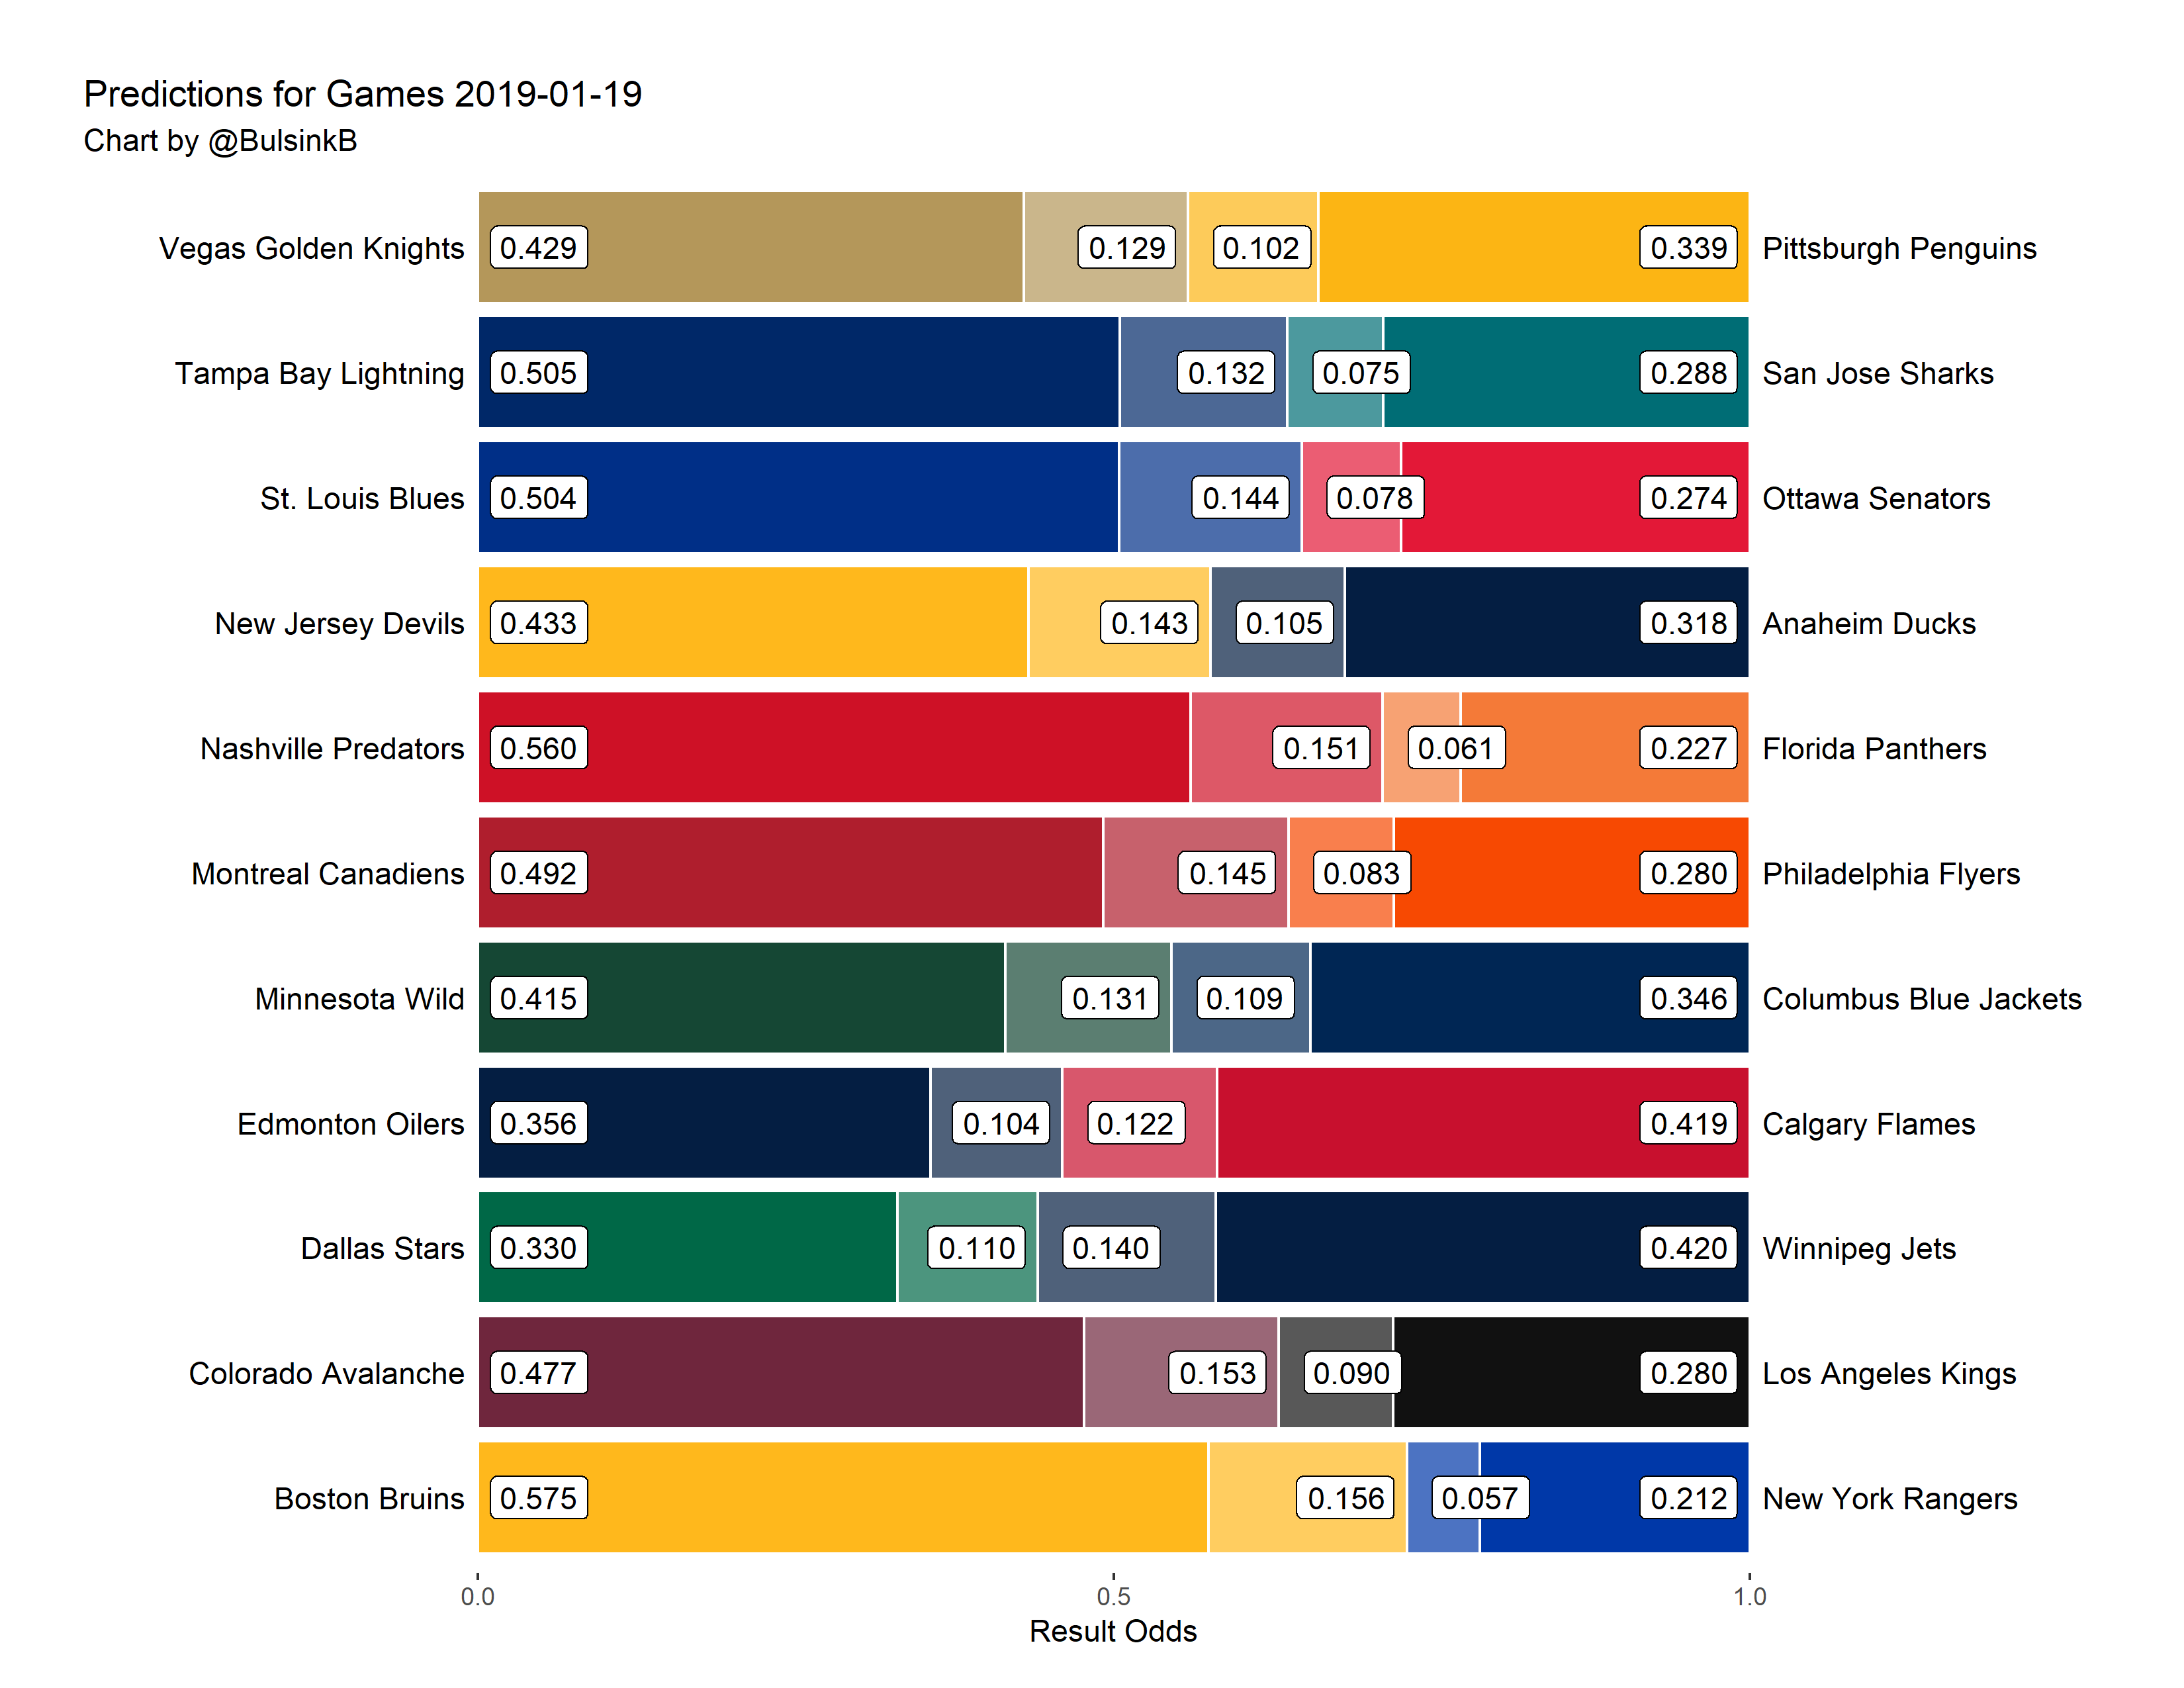 Predictions for Games 2019-01-19
Chart by @BulsinkB
Vegas Golden Knights 0.429 0.129 0.102 0.339 Pittsburgh Penguins
Tampa Bay Lightning 0.505 0.132 0.075 0.288 San Jose Sharks
St. Louis Blues 0.504 0.144 0.078 0.274 Ottawa Senators
New Jersey Devils 0.433 0.143 0.105 0.318 Anaheim Ducks
Nashville Predators 0.560 0.151 0.061 0.227 Florida Panthers
Montreal Canadiens 0.492 0.145 0.083 0.280 Philadelphia Flyers
Minnesota Wild 0.415 0.131 0.109 0.346 Columbus Blue Jackets
Edmonton Oilers 0.356 0.104 0.122 0.419 Calgary Flames
Dallas Stars 0.330 0.110 0.140 0.420 Winnipeg Jets
Colorado Avalanche 0.477 0.153 0.090 0.280 Los Angeles Kings
Boston Bruins 0.575 0.156 0.057 0.212 New York Rangers
0.0 0.5 1.0
Result Odds